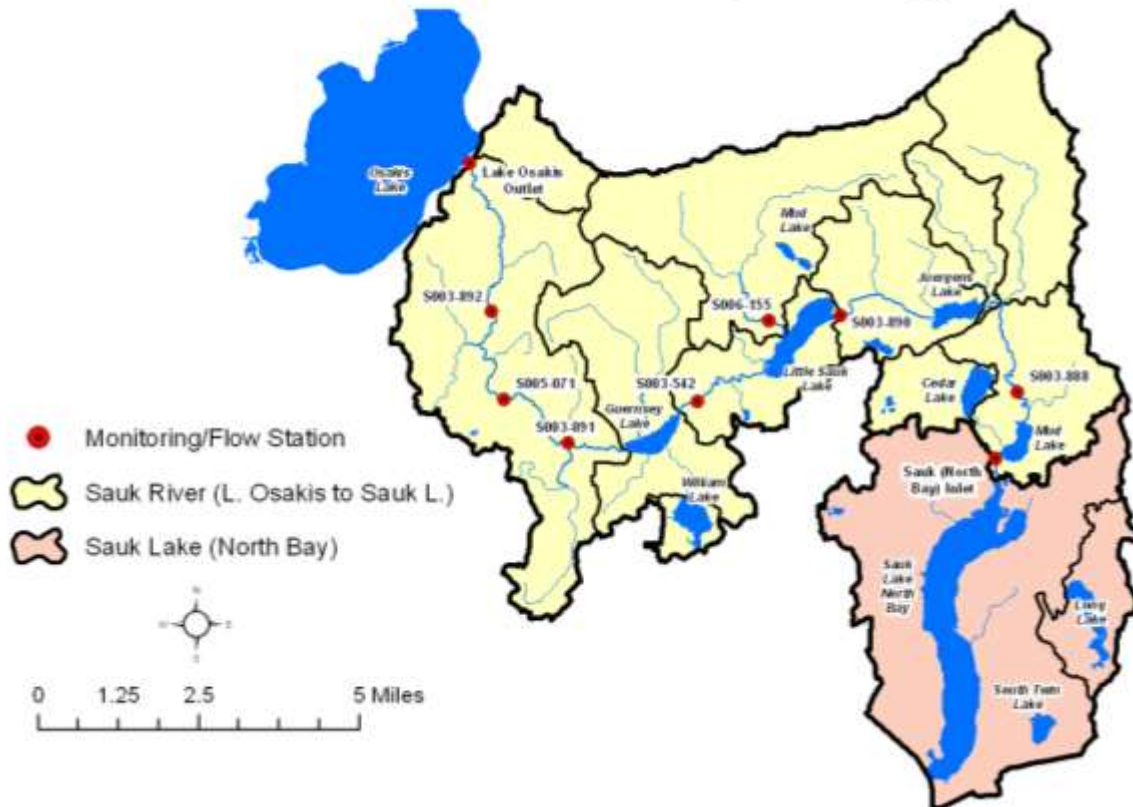 Osakis
Lake
Lake Osakis
Outlet
Mud
Lake
Juergens
Lake
S003-892
S006-155
S003-890
Little Sauk
Lake
S005-071
S003-542
Cedar
Lake
S003-888
Guernsey
Lake
S003-891
Mud
Lake
Monitoring/Flow Station
Sauk (North
Bay) Inlet
William
Lake
Sauk River (L. Osakis to Sauk L.)
Sauk Lake (North Bay)
Sauk
Lake
North
Bay
Long
Lake
South Twin
Lake
N
W E
S
0 1.25 2.5 5 Miles